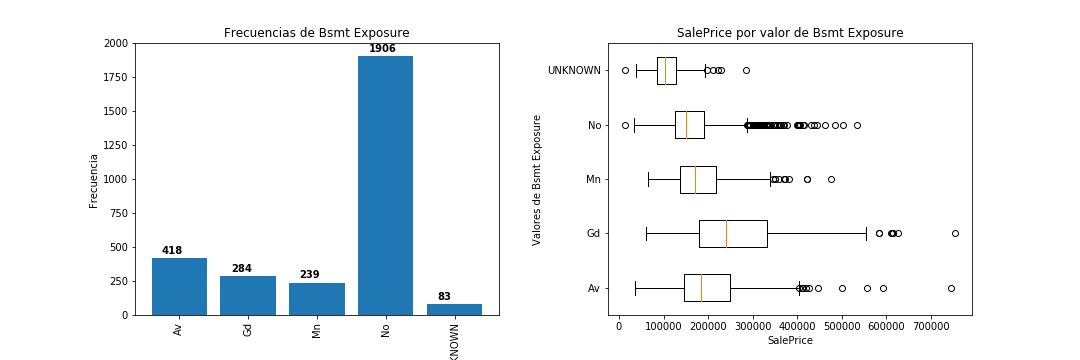 Frecuencias de Bsmt Exposure
Frecuencia
2000
1750
1500
1250
1000
750
500
250
0
418
284
239
1906
83
Av
Gd
Mn
No
KNOWN
SalePrice por valor de Bsmt Exposure
Valores de Bsmt Exposure
UNKNOWN
No
Mn
Gd
Av
0 100000 200000 300000 400000 500000 600000 700000
SalePrice